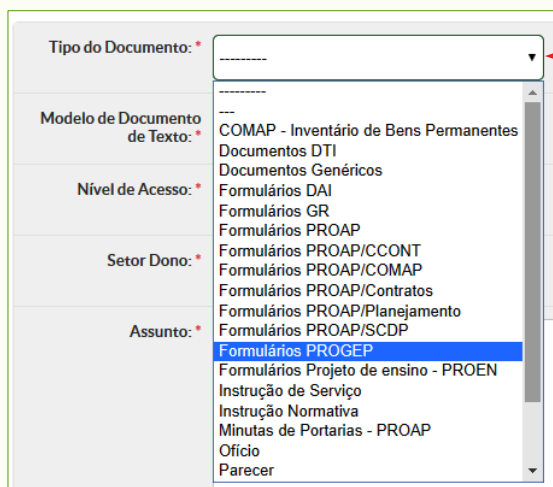 Tipo do Documento: *
---------
---------
---
Modelo de Documento
de Texto: *
COMAP - Inventário de Bens Permanentes
Documentos DTI
Documentos Genéricos
Nível de Acesso: *
Formulários DAI
Formulários GR
Formulários PROAP
Formulários PROAP/CCONT
Setor Dono: *
Formulários PROAP/COMAP
Formulários PROAP/Contratos
Formulários PROAP/Planejamento
Assunto: *
Formulários PROAP/SCDP
Formulários PROGEP
Formulários Projeto de ensino - PROEN
Instrução de Serviço
Instrução Normativa
Minutas de Portarias - PROAP
Ofício
Parecer